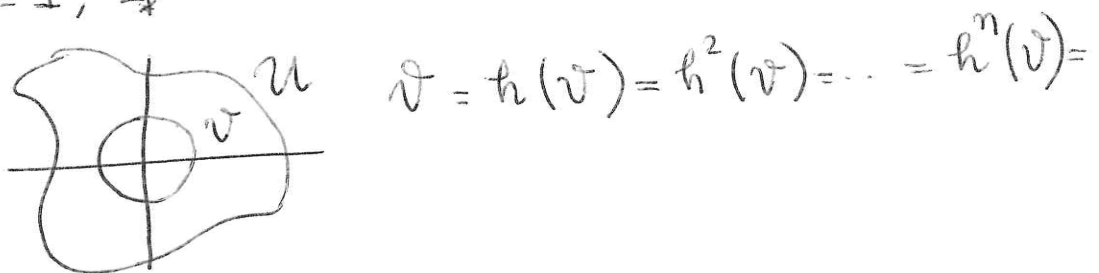 U
v
v = h(v) = h²(v) = ... = hⁿ(v) =